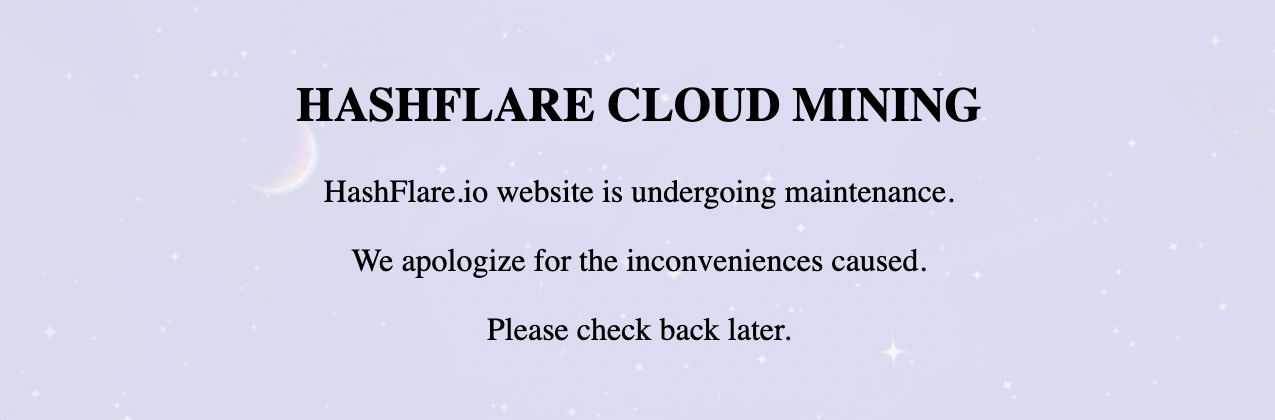 HASHFLARE CLOUD MINING
HashFlare.io website is undergoing maintenance.
We apologize for the inconveniences caused.
Please check back later.